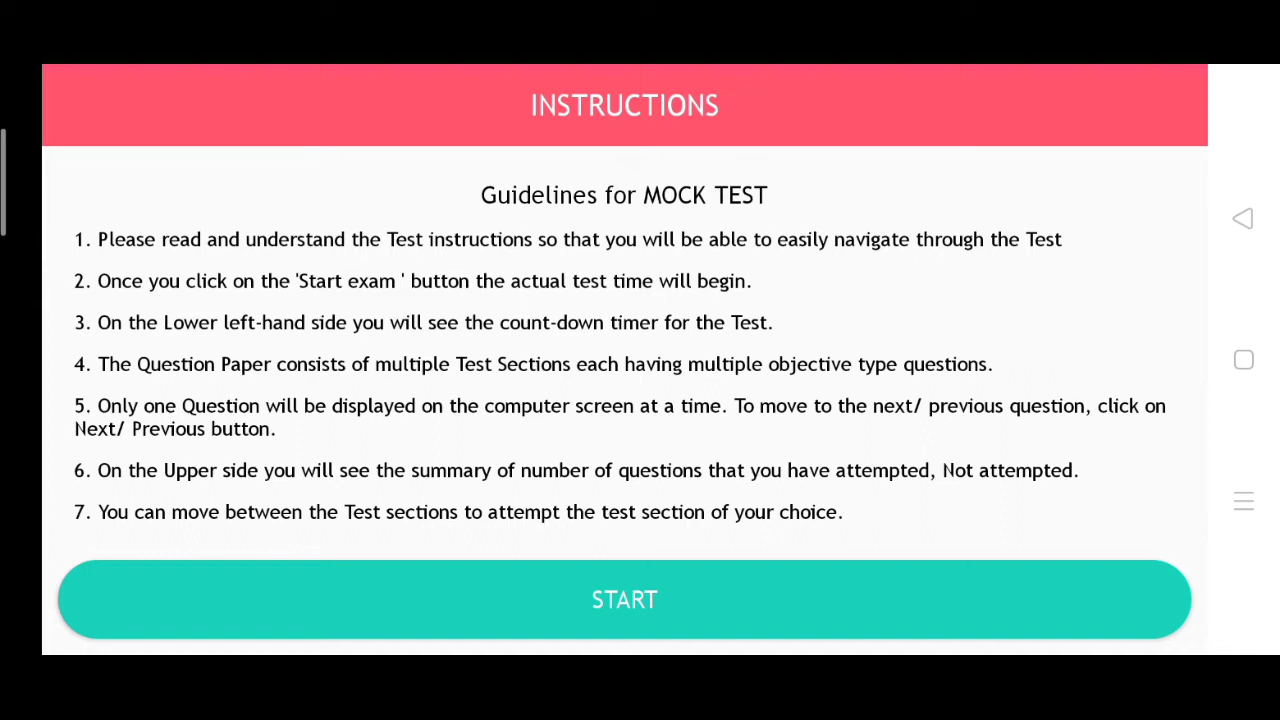 INSTRUCTIONS
Guidelines for MOCK TEST
1. Please read and understand the Test instructions so that you will be able to easily navigate through the Test
2. Once you click on the 'Start exam ' button the actual test time will begin.
3. On the Lower left-hand side you will see the count-down timer for the Test.
4. The Question Paper consists of multiple Test Sections each having multiple objective type questions.
5. Only one Question will be displayed on the computer screen at a time. To move to the next/ previous question, click on
Next/ Previous button.
6. On the Upper side you will see the summary of number of questions that you have attempted, Not attempted.
7. You can move between the Test sections to attempt the test section of your choice.
START